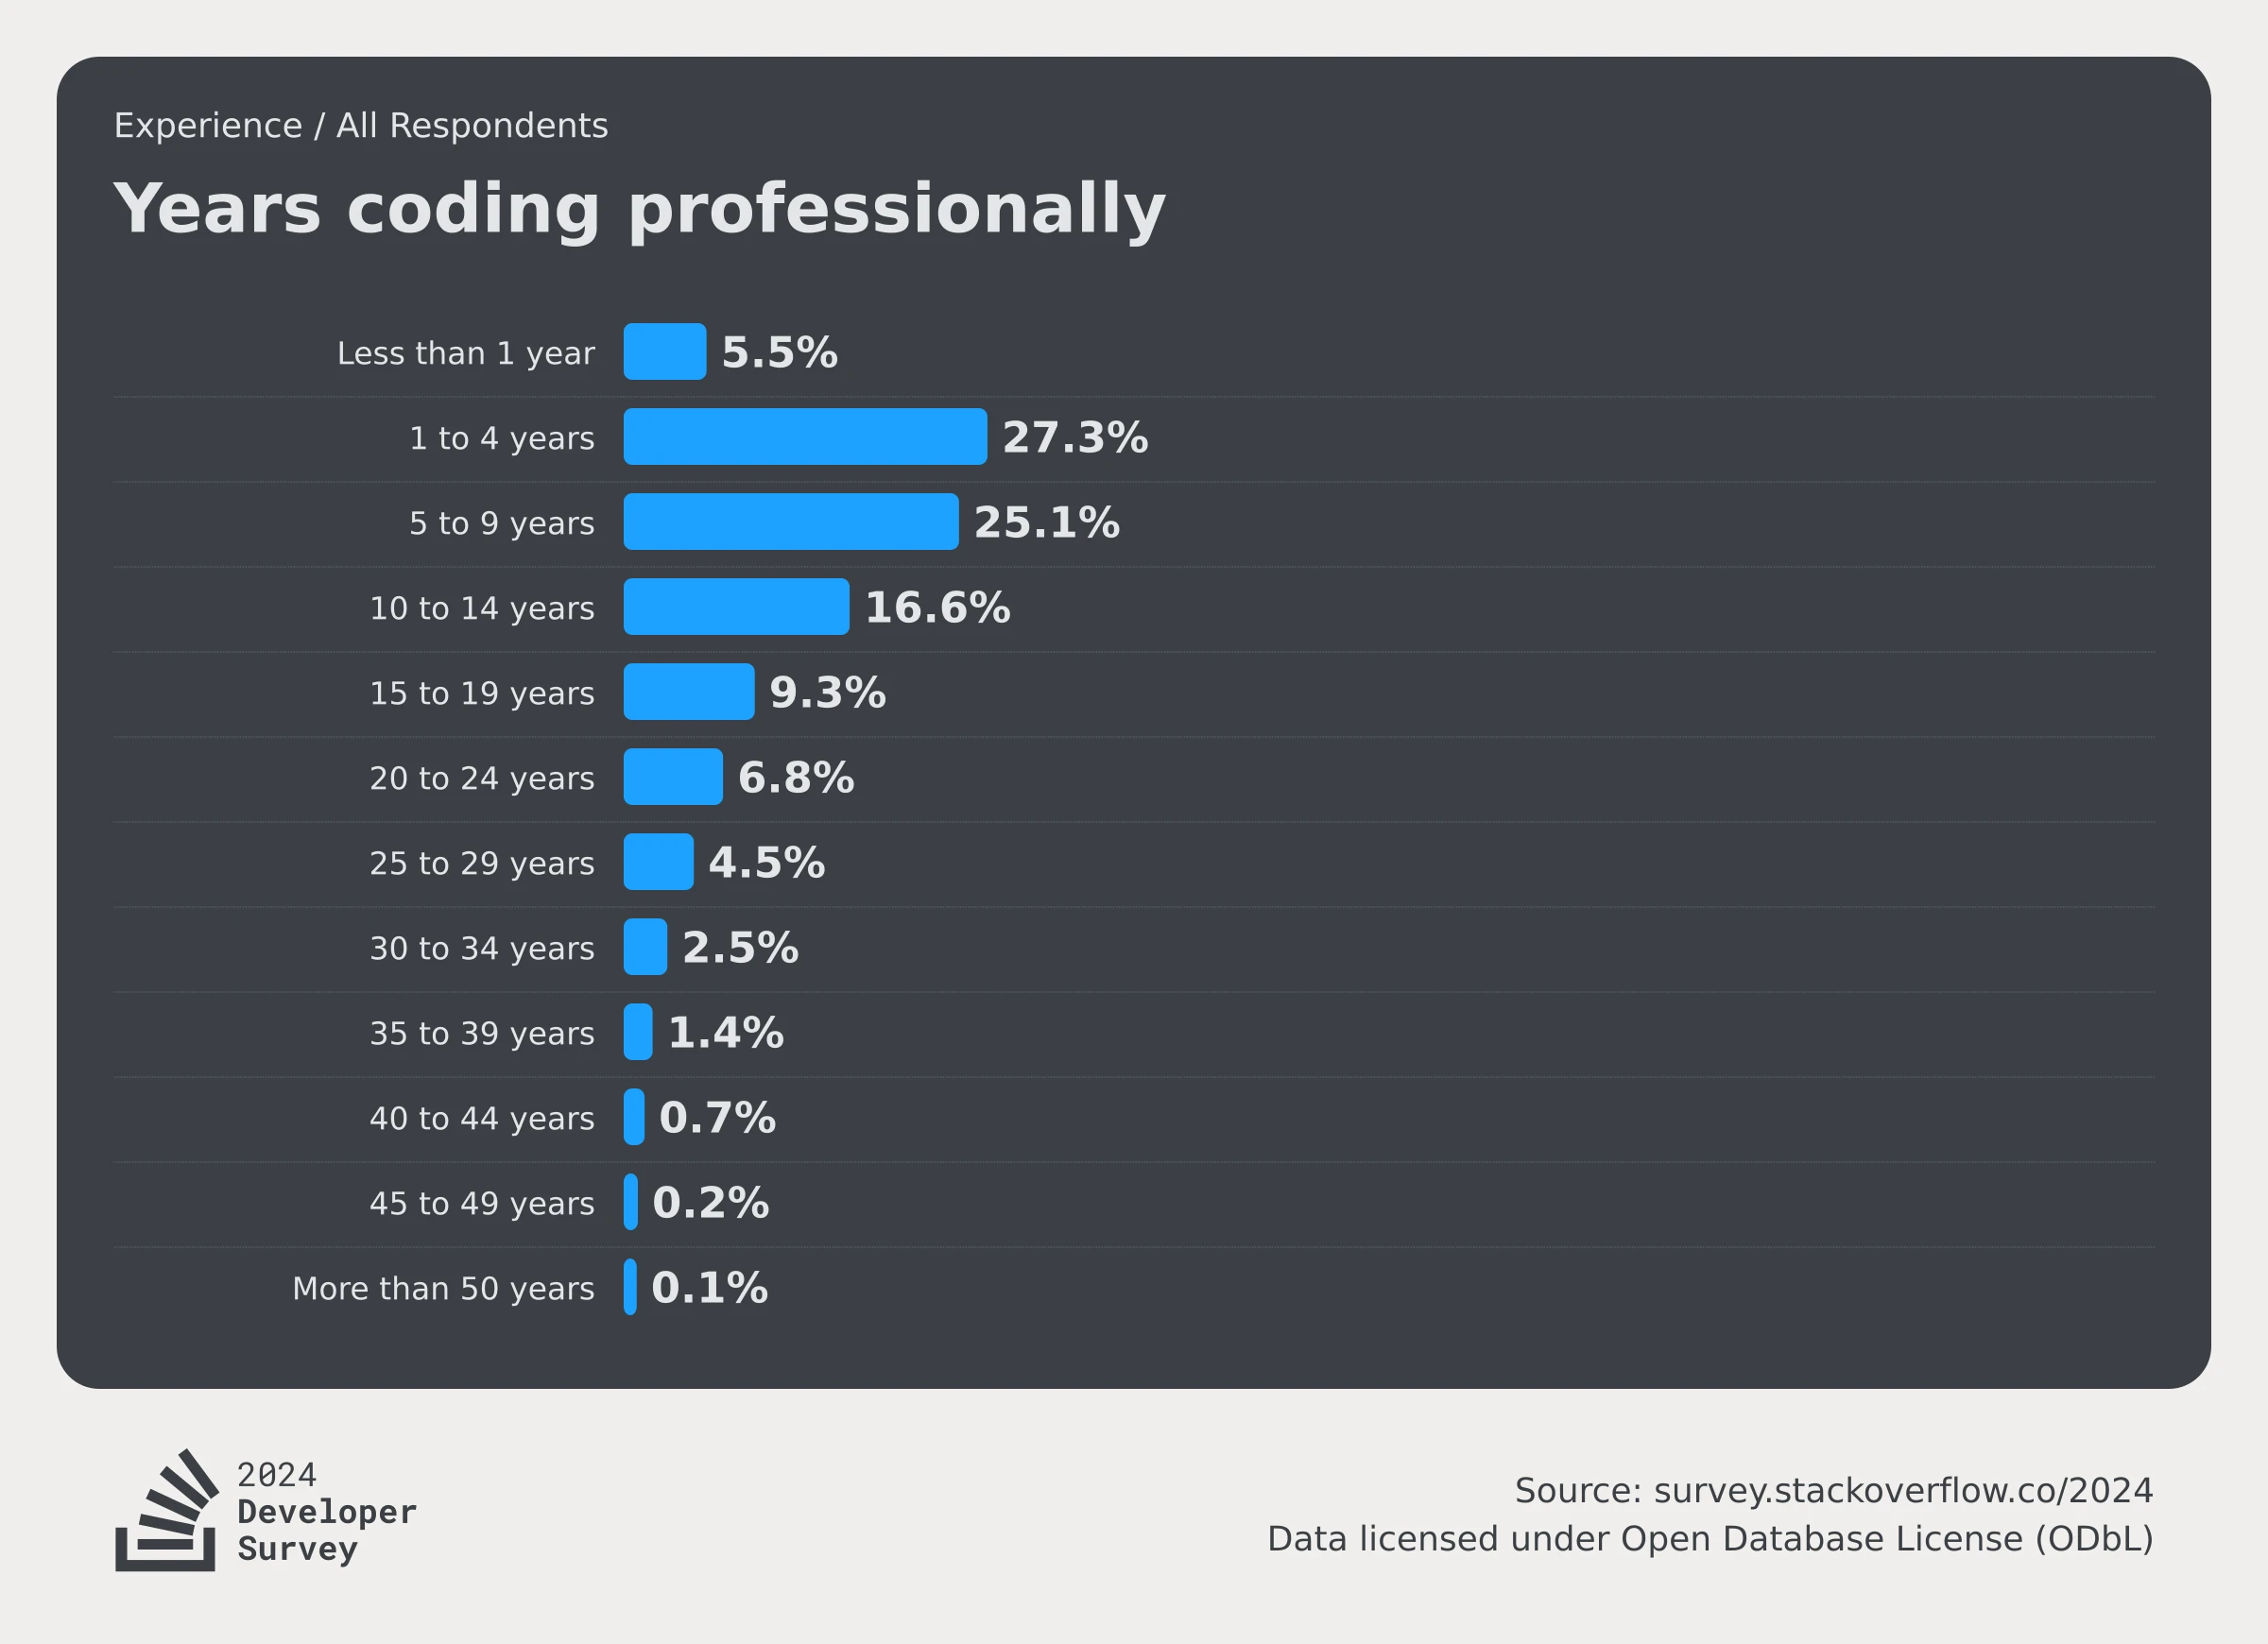 Experience / All Respondents
Years coding professionally
Less than 1 year 5.5%
1 to 4 years 27.3%
5 to 9 years 25.1%
10 to 14 years 16.6%
15 to 19 years 9.3%
20 to 24 years 6.8%
25 to 29 years 4.5%
30 to 34 years 2.5%
35 to 39 years 1.4%
40 to 44 years 0.7%
45 to 49 years 0.2%
More than 50 years 0.1%
2024
Developer
Survey
Source: survey.stackoverflow.co/2024
Data licensed under Open Database License (ODbL)